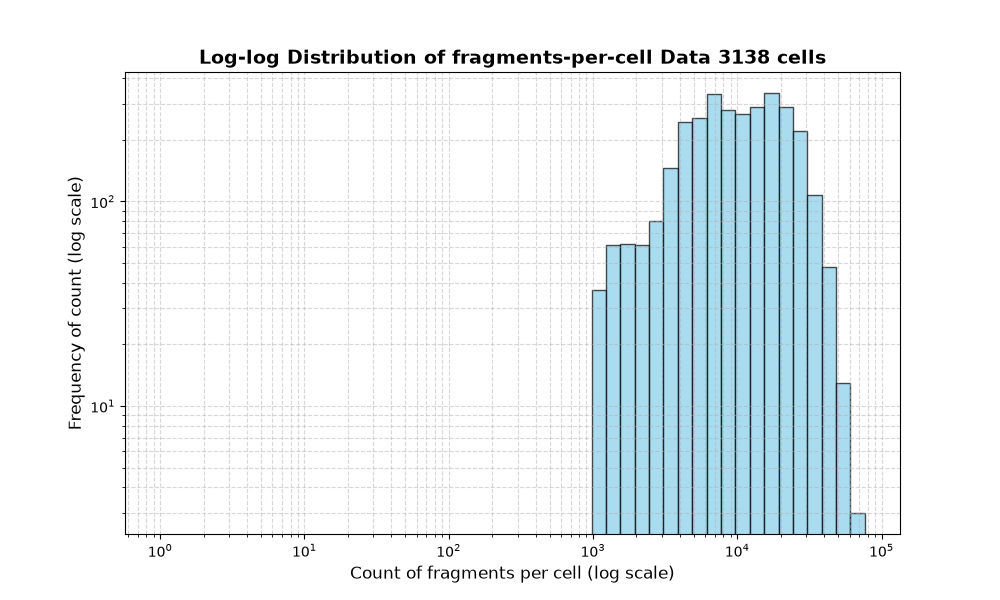 Log-log Distribution of fragments-per-cell Data 3138 cells
Frequency of count (log scale)
10²
10¹
10⁰ 10¹ 10² 10³ 10⁴ 10⁵
Count of fragments per cell (log scale)